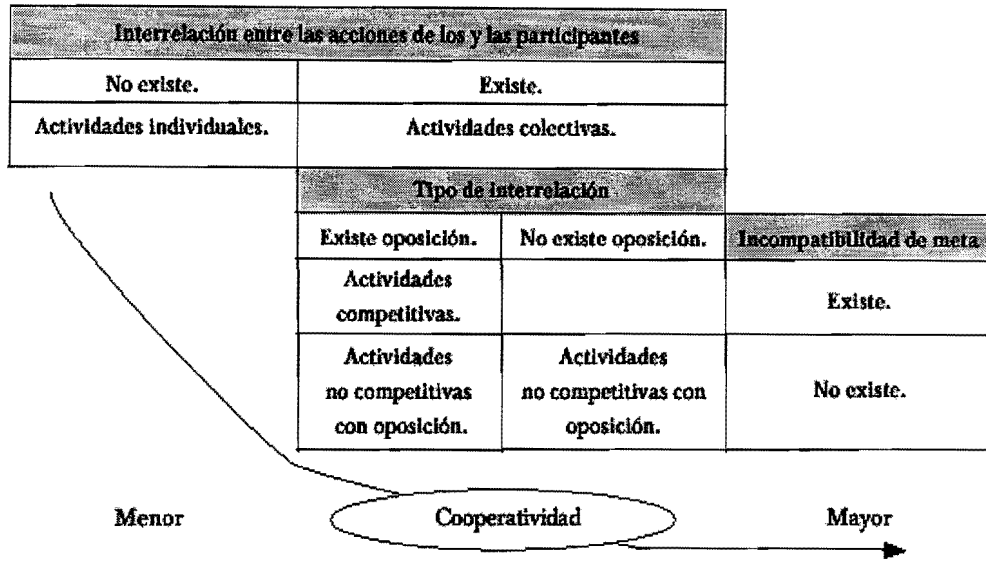 Interrelación entre las acciones de los y las participantes
No existe.
Existe.
Actividades individuales.
Actividades colectivas.
Tipo de interrelación
Existe oposición.
No existe oposición.
Incompatibilidad de meta
Actividades
competitivas.
Existe.
Actividades
no competitivas
con oposición.
Actividades
no competitivas con
oposición.
No existe.
Menor
Cooperatividad
Mayor